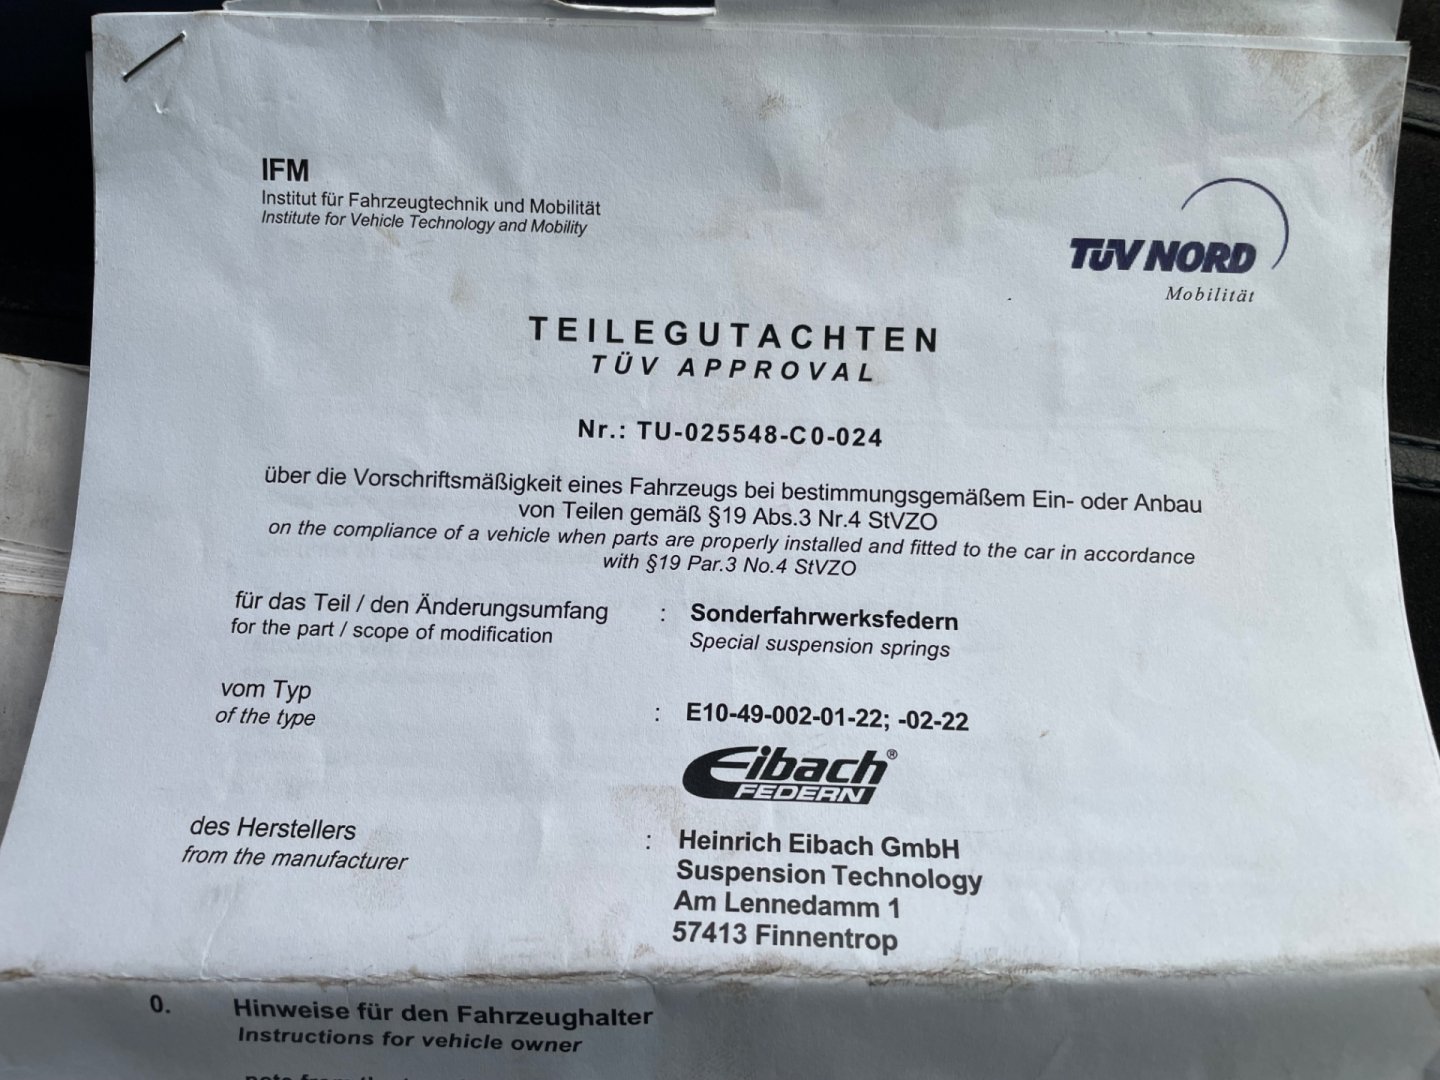 IFM
Institut für Fahrzeugtechnik und Mobilität
Institute for Vehicle Technology and Mobility
TÜV NORD
Mobilität
TEILEGUTACHTEN
TÜV APPROVAL
Nr.: TU-025548-C0-024
über die Vorschriftsmäßigkeit eines Fahrzeugs bei bestimmungsgemäßem Ein- oder Anbau
von Teilen gemäß §19 Abs.3 Nr.4 StVZO
on the compliance of a vehicle when parts are properly installed and fitted to the car in accordance
with §19 Par.3 No.4 StVZO
für das Teil / den Änderungsumfang : Sonderfahrwerksfedern
for the part / scope of modification Special suspension springs
vom Typ : E10-49-002-01-22; -02-22
of the type
Eibach®
FEDERN
des Herstellers : Heinrich Eibach GmbH
from the manufacturer Suspension Technology
Am Lennedamm 1
57413 Finnentrop
0. Hinweise für den Fahrzeughalter
Instructions for vehicle owner